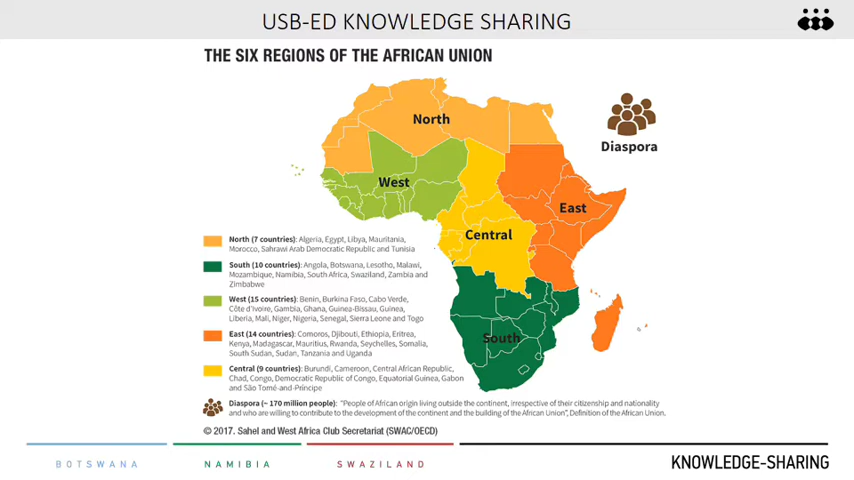 USB-ED KNOWLEDGE SHARING
THE SIX REGIONS OF THE AFRICAN UNION
North
Diaspora
West
East
Central
South
North (7 countries): Algeria, Egypt, Libya, Mauritania,
Morocco, Sahrawi Arab Democratic Republic and Tunisia
South (10 countries): Angola, Botswana, Lesotho, Malawi,
Mozambique, Namibia, South Africa, Swaziland, Zambia and
Zimbabwe
West (15 countries): Benin, Burkina Faso, Cabo Verde,
Côte d'Ivoire, Gambia, Ghana, Guinea-Bissau, Guinea,
Liberia, Mali, Niger, Nigeria, Senegal, Sierra Leone and Togo
East (14 countries): Comoros, Djibouti, Ethiopia, Eritrea,
Kenya, Madagascar, Mauritius, Rwanda, Seychelles, Somalia,
South Sudan, Sudan, Tanzania and Uganda
Central (9 countries): Burundi, Cameroon, Central African Republic,
Chad, Congo, Democratic Republic of Congo, Equatorial Guinea, Gabon
and São Tomé-and-Príncipe
Diaspora (~ 170 million people): "People of African origin living outside the continent, irrespective of their citizenship and nationality
and who are willing to contribute to the development of the continent and the building of the African Union", Definition of the African Union.
© 2017. Sahel and West Africa Club Secretariat (SWAC/OECD)
BOTSWANA
NAMIBIA
SWAZILAND
KNOWLEDGE-SHARING